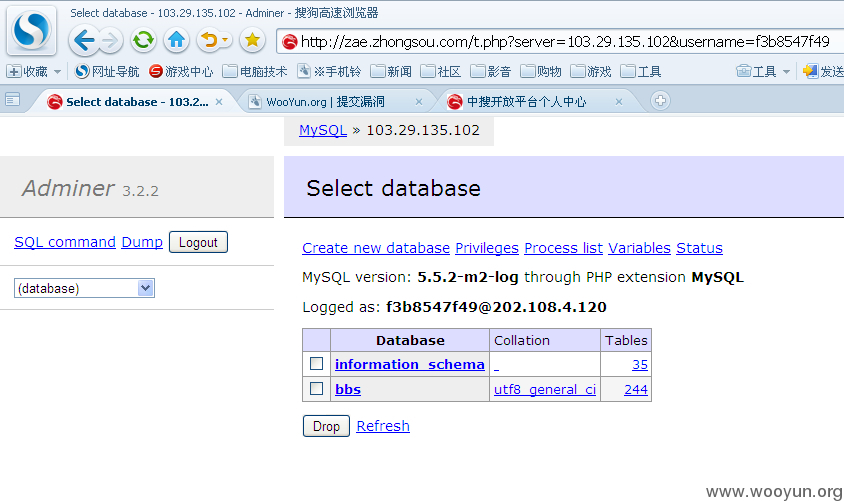 Select database - 103.29.135.102 - Adminer - 搜狗高速浏览器
http://zae.zhongsou.com/t.php?server=103.29.135.102&username=f3b8547f49
收藏 网址导航 游戏中心 电脑技术 ※手机铃 新闻 社区 影音 购物 游戏 工具 工具 发送
Select database - 103.2... WooYun.org | 提交漏洞 中搜开放平台个人中心
MySQL » 103.29.135.102
Adminer 3.2.2
Select database
SQL command Dump Logout
Create new database Privileges Process list Variables Status
MySQL version: 5.5.2-m2-log through PHP extension MySQL
(database)
Logged as: f3b8547f49@202.108.4.120
Database Collation Tables
information_schema 35
bbs utf8_general_ci 244
Drop Refresh
www.wooyun.org